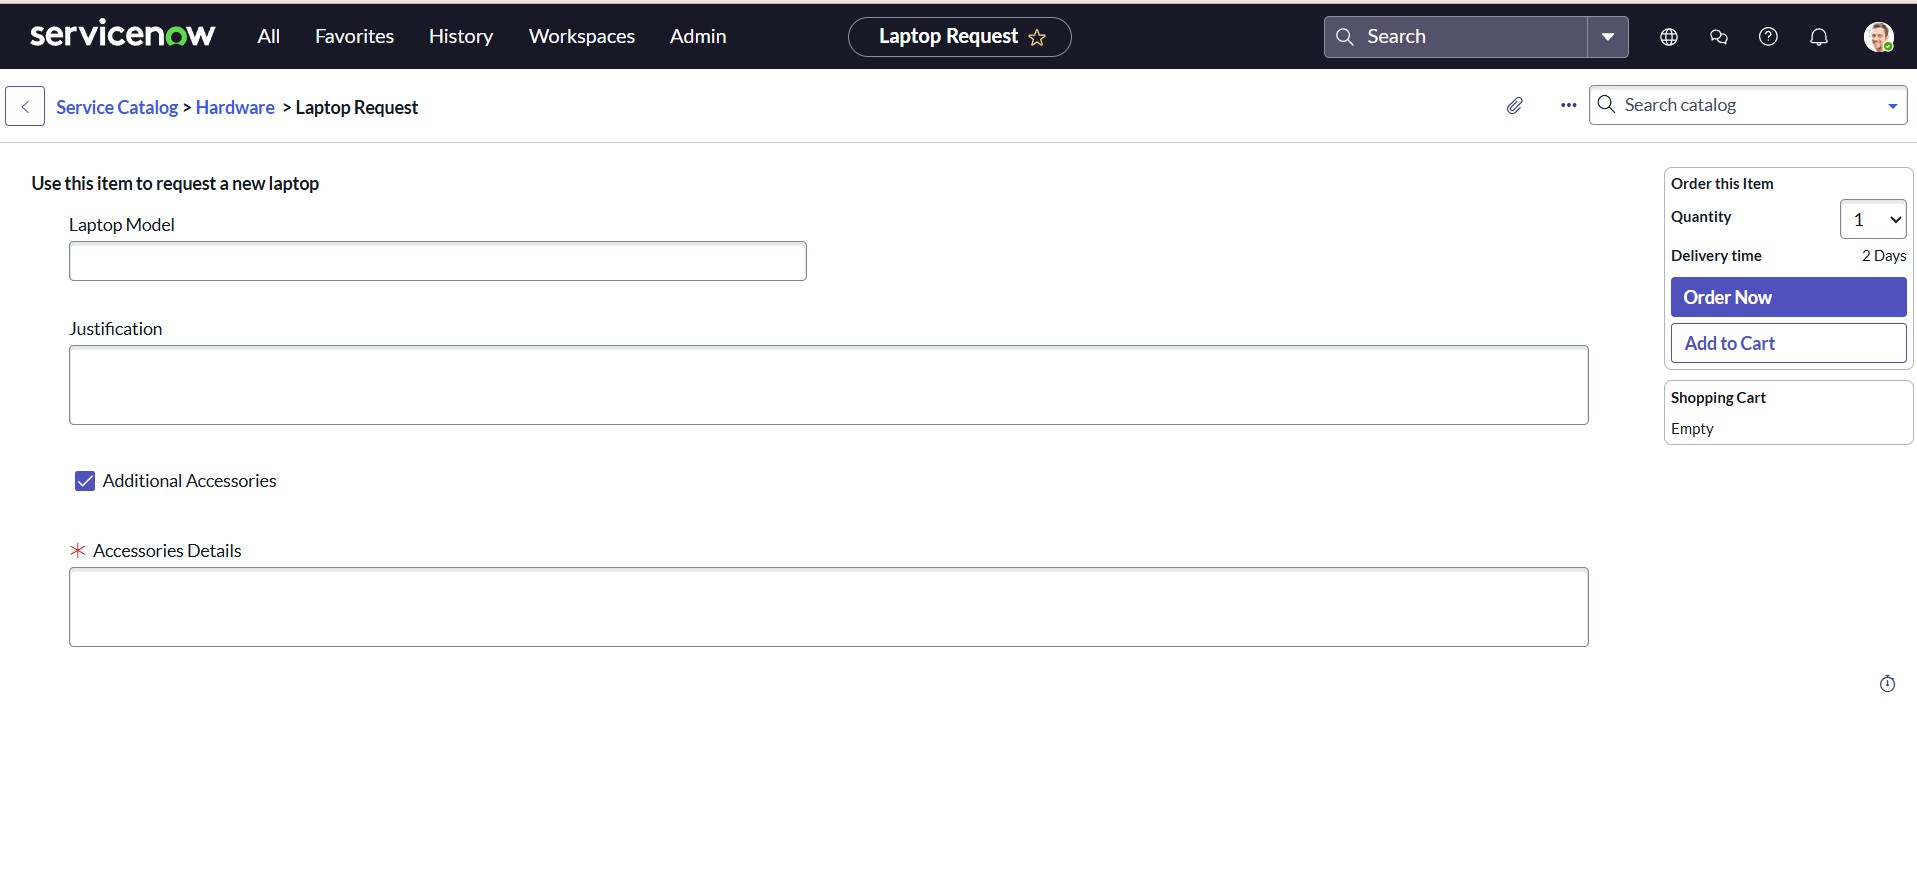 servicenow All Favorites History Workspaces Admin Laptop Request Search
Service Catalog > Hardware > Laptop Request Search catalog
Use this item to request a new laptop
Laptop Model
Justification
Additional Accessories
* Accessories Details
Order this Item
Quantity 1
Delivery time 2 Days
Order Now
Add to Cart
Shopping Cart
Empty